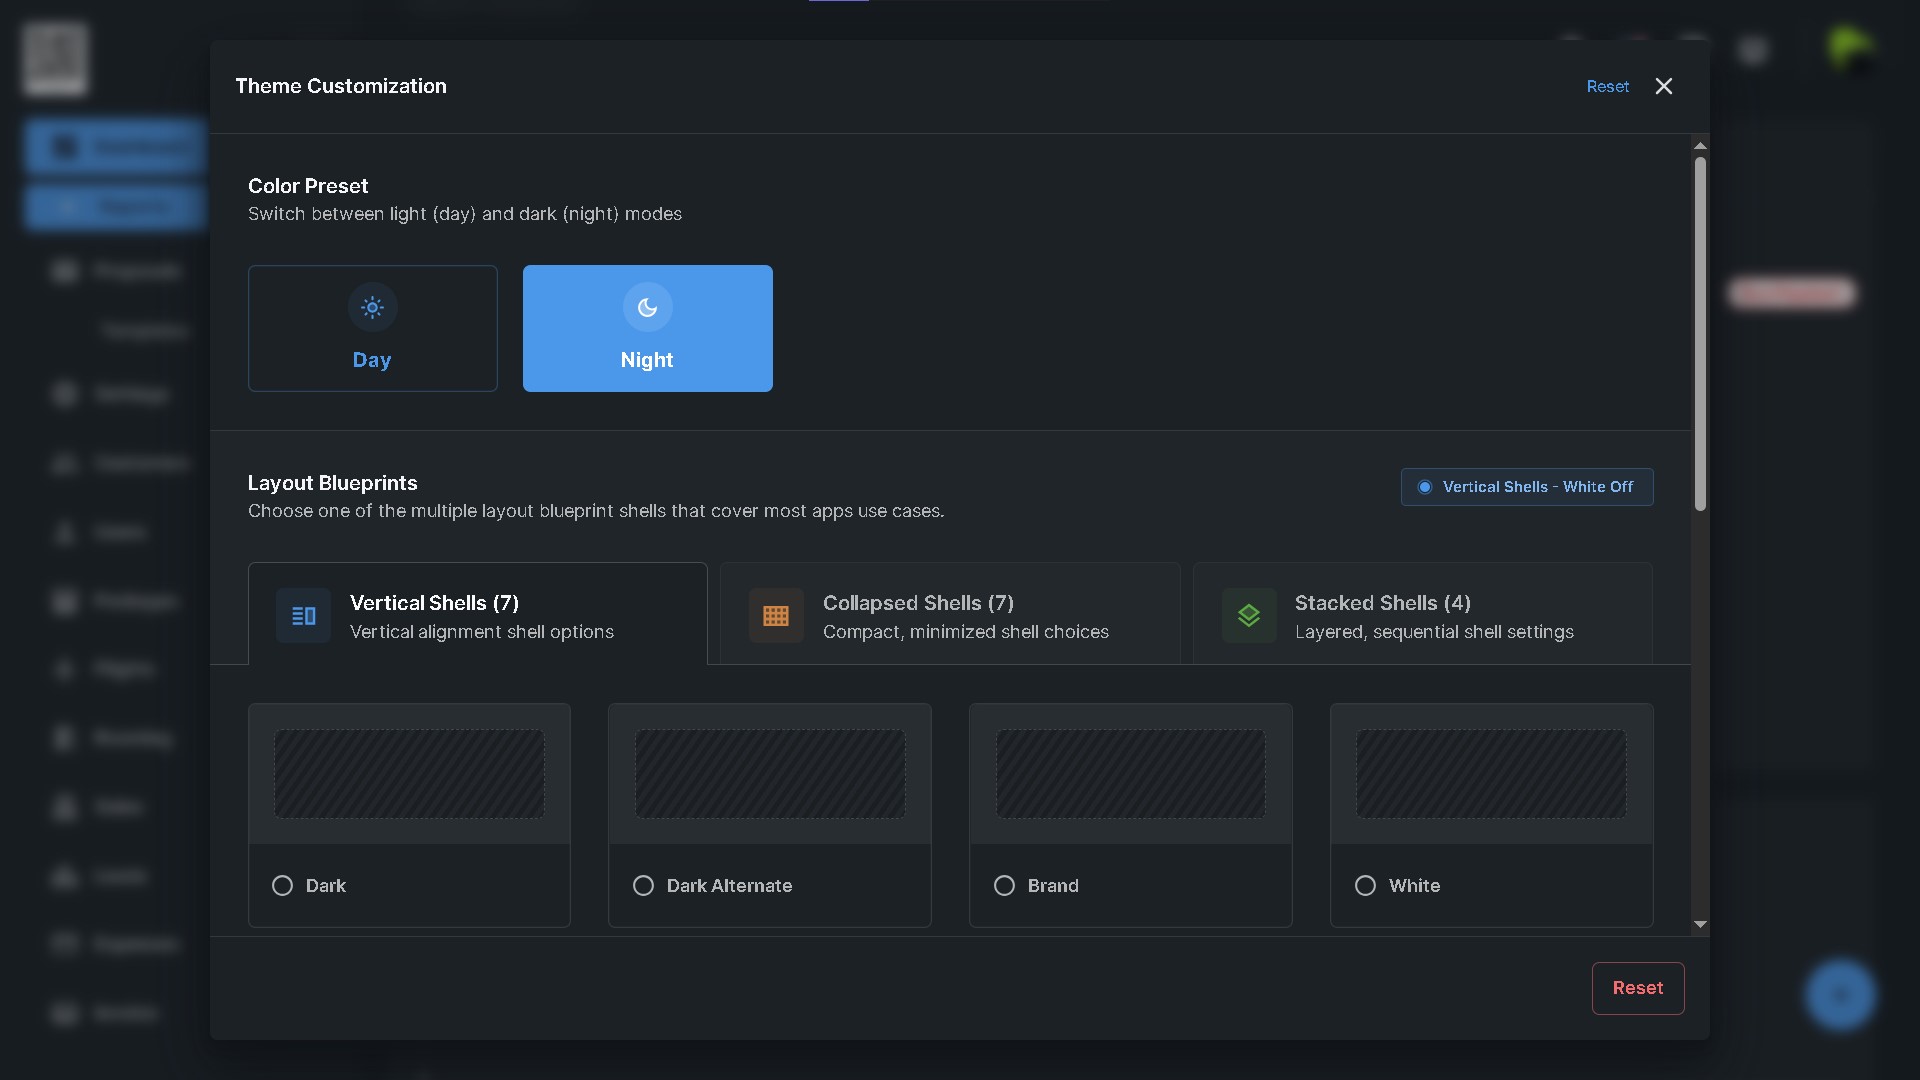 Theme Customization
Reset
Color Preset
Switch between light (day) and dark (night) modes
Day
Night
Layout Blueprints
Choose one of the multiple layout blueprint shells that cover most apps use cases.
Vertical Shells - White Off
Vertical Shells (7)
Vertical alignment shell options
Collapsed Shells (7)
Compact, minimized shell choices
Stacked Shells (4)
Layered, sequential shell settings
Dark
Dark Alternate
Brand
White
Reset